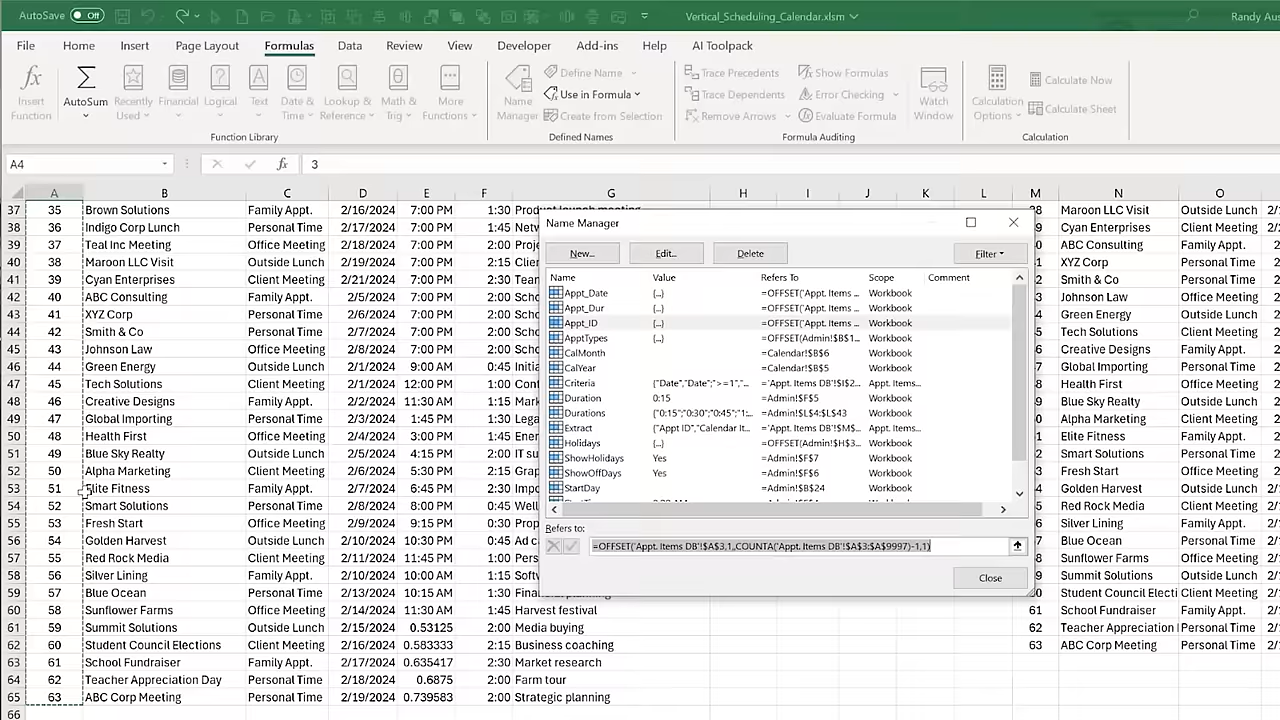 AutoSave Off Vertical_Scheduling_Calendar.xlsm Randy Aus
File Home Insert Page Layout Formulas Data Review View Developer Add-ins Help AI Toolpack
Insert Function
AutoSum
Recently Used
Financial
Logical
Text
Date & Time
Lookup & Reference
Math & Trig
More Functions
Function Library
Name Manager
Define Name
Use in Formula
Create from Selection
Defined Names
Trace Precedents
Trace Dependents
Remove Arrows
Show Formulas
Error Checking
Evaluate Formula
Formula Auditing
Watch Window
Calculation Options
Calculate Now
Calculate Sheet
Calculation
A4 fx 3
A B C D E F G H I J K L M N O
37 35 Brown Solutions Family Appt. 2/16/2024 7:00 PM 1:30 Product launch meeting Maroon LLC Visit Outside Lunch
38 36 Indigo Corp Lunch Personal Time 2/17/2024 7:00 PM 1:45 Cyan Enterprises Client Meeting
39 37 Teal Inc Meeting Office Meeting 2/18/2024 7:00 PM 2:00 ABC Consulting Family Appt.
40 38 Maroon LLC Visit Outside Lunch 2/19/2024 7:00 PM 2:15 XYZ Corp Personal Time
41 39 Cyan Enterprises Client Meeting 2/21/2024 7:00 PM 2:30 Smith & Co Personal Time
42 40 ABC Consulting Family Appt. 2/5/2024 7:00 PM 2:00 Johnson Law Office Meeting
43 41 XYZ Corp Personal Time 2/6/2024 7:00 PM 2:00 Green Energy Outside Lunch
44 42 Smith & Co Personal Time 2/7/2024 7:00 PM 2:00 Tech Solutions Client Meeting
45 43 Johnson Law Office Meeting 2/8/2024 7:00 PM 2:00 Creative Designs Family Appt.
46 44 Green Energy Outside Lunch 2/1/2024 9:00 AM 0:45 Global Importing Personal Time
47 45 Tech Solutions Client Meeting 2/1/2024 12:00 PM 1:00 Health First Office Meeting
48 46 Creative Designs Family Appt. 2/2/2024 11:30 AM 1:15 Blue Sky Realty Outside Lunch
49 47 Global Importing Personal Time 2/3/2024 1:45 PM 1:30 Alpha Marketing Client Meeting
50 48 Health First Office Meeting 2/4/2024 3:00 PM 1:45 Elite Fitness Family Appt.
51 49 Blue Sky Realty Outside Lunch 2/5/2024 4:15 PM 2:00 Smart Solutions Personal Time
52 50 Alpha Marketing Client Meeting 2/6/2024 5:30 PM 2:15 Fresh Start Office Meeting
53 51 Elite Fitness Family Appt. 2/7/2024 6:45 PM 2:30 Golden Harvest Outside Lunch
54 52 Smart Solutions Personal Time 2/8/2024 8:00 PM 0:45 Red Rock Media Client Meeting
55 53 Fresh Start Office Meeting 2/9/2024 9:15 PM 0:30 Silver Lining Family Appt.
56 54 Golden Harvest Outside Lunch 2/10/2024 10:30 PM 0:45 Blue Ocean Personal Time
57 55 Red Rock Media Client Meeting 2/11/2024 11:00 PM 1:00 Sunflower Farms Office Meeting
58 56 Silver Lining Family Appt. 2/12/2024 10:00 AM 1:15 Summit Solutions Outside Lunch
59 57 Blue Ocean Personal Time 2/13/2024 10:15 AM 1:30 Financial planning 60 Student Council Electi Client Meeting
60 58 Sunflower Farms Office Meeting 2/14/2024 11:30 AM 1:45 Harvest festival 61 School Fundraiser Family Appt.
61 59 Summit Solutions Outside Lunch 2/15/2024 0.53125 2:00 Media buying 62 Teacher Appreciation Personal Time
62 60 Student Council Elections Client Meeting 2/16/2024 0.583333 2:15 Business coaching 63 ABC Corp Meeting Personal Time
63 61 School Fundraiser Family Appt. 2/17/2024 0.635417 2:30 Market research
64 62 Teacher Appreciation Day Personal Time 2/18/2024 0.6875 2:00 Farm tour
65 63 ABC Corp Meeting Personal Time 2/19/2024 0.739583 2:00 Strategic planning
66
Name Manager
New... Edit... Delete Filter
Name Value Refers To Scope Comment
Appt_Date {...} =OFFSET('Appt. Items ... Workbook
Appt_Dur {...} =OFFSET('Appt. Items ... Workbook
Appt_ID {...} =OFFSET('Appt. Items ... Workbook
ApptTypes {...} =OFFSET(Admin!$B$1... Workbook
CalMonth =Calendar!$B$6 Workbook
CalYear =Calendar!$B$5 Workbook
Criteria {"Date","Date";">=1","... ='Appt. Items DB'!$I$2... Appt. Items...
Duration 0:15 =Admin!$F$5 Workbook
Durations {"0:15";"0:30";"0:45";"1:... =Admin!$L$4:$L$43 Workbook
Extract {"Appt ID","Calendar It... ='Appt. Items DB'!$M$... Appt. Items...
Holidays {...} =OFFSET(Admin!$H$3... Workbook
ShowHolidays Yes =Admin!$F$7 Workbook
ShowOffDays Yes =Admin!$F$6 Workbook
StartDay =Admin!$B$24 Workbook
Refers to:
=OFFSET('Appt. Items DB'!$A$3,1,,COUNTA('Appt. Items DB'!$A$3:$A$9997)-1,1)
Close